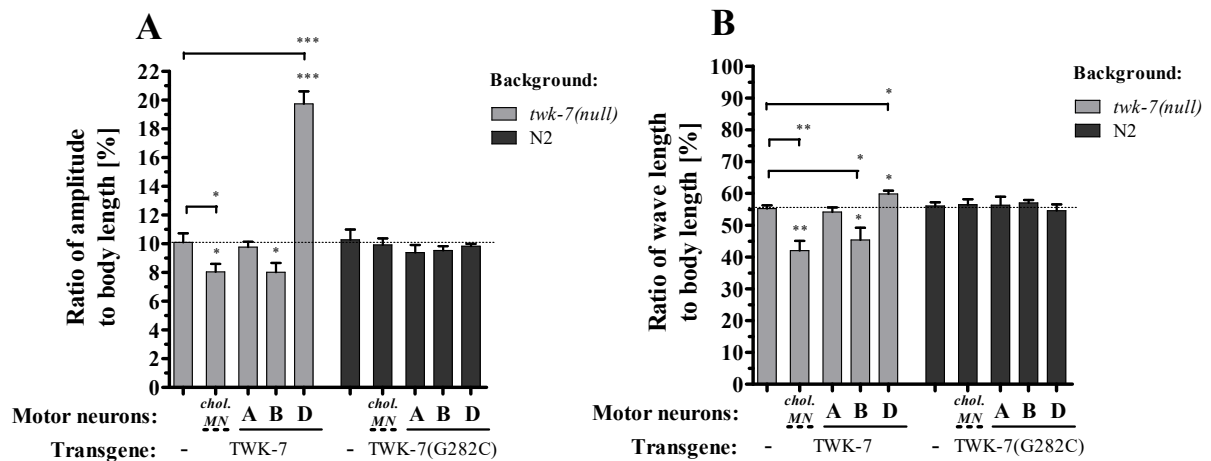 A
Ratio of amplitude
to body length [%]
22
20
18
16
14
12
10
8
6
4
2
0
***
***
*
*
*
Background:
twk-7(null)
N2
Motor neurons:
chol.
MN
A B D
chol.
MN
A B D
Transgene:
- TWK-7 - TWK-7(G282C)
B
Ratio of wave length
to body length [%]
100
90
80
70
60
50
40
30
20
10
0
*
**
*
*
**
*
Background:
twk-7(null)
N2
Motor neurons:
chol.
MN
A B D
chol.
MN
A B D
Transgene:
- TWK-7 - TWK-7(G282C)